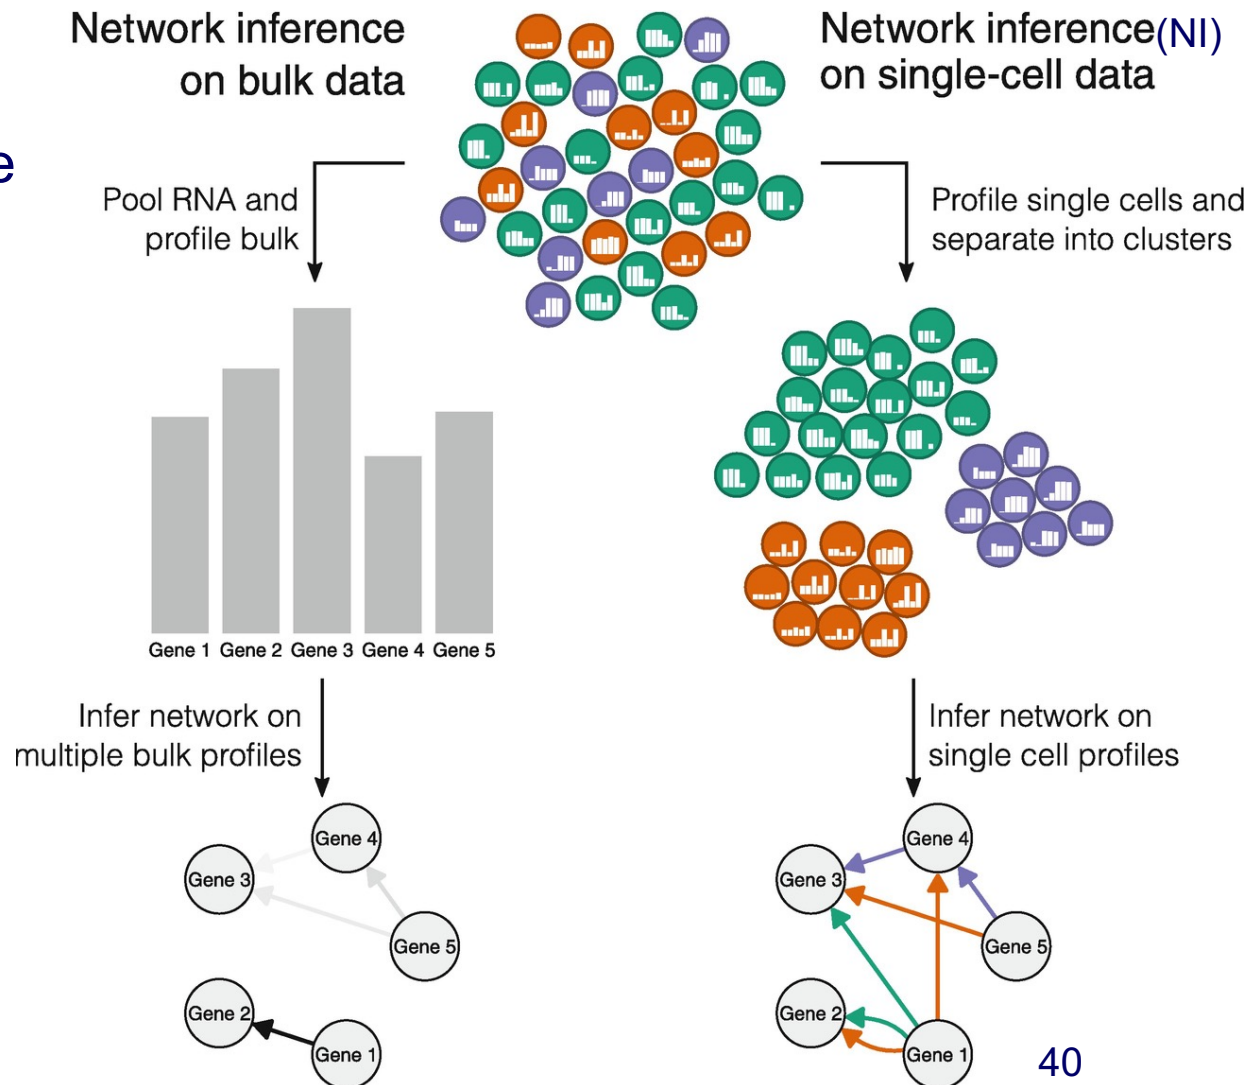 Network inference
on bulk data
Network inference(NI)
on single-cell data
e
Pool RNA and
profile bulk
Profile single cells and
separate into clusters
Gene 1 Gene 2 Gene 3 Gene 4 Gene 5
Infer network on
multiple bulk profiles
Infer network on
single cell profiles
Gene 4
Gene 3
Gene 5
Gene 2
Gene 1
Gene 4
Gene 3
Gene 5
Gene 2
Gene 1
40